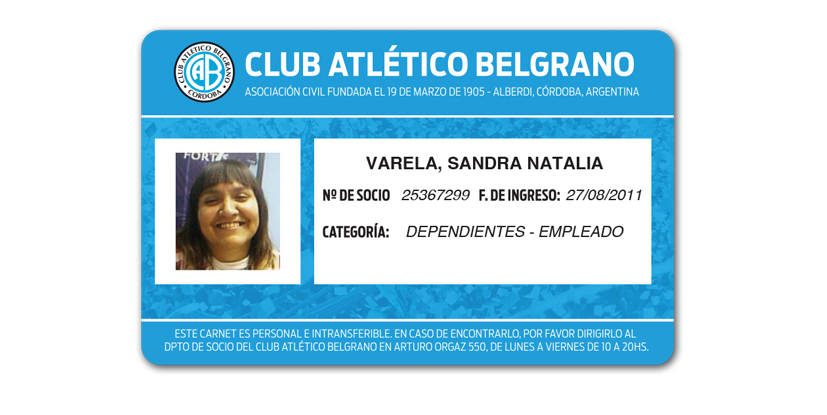 CLUB ATLETICO BELGRANO
CAB
CORDOBA
CLUB ATLÉTICO BELGRANO
ASOCIACIÓN CIVIL FUNDADA EL 19 DE MARZO DE 1905 - ALBERDI, CÓRDOBA, ARGENTINA
VARELA, SANDRA NATALIA
Nº DE SOCIO 25367299 F. DE INGRESO: 27/08/2011
CATEGORÍA: DEPENDIENTES - EMPLEADO
ESTE CARNET ES PERSONAL E INTRANSFERIBLE. EN CASO DE ENCONTRARLO, POR FAVOR DIRIGIRLO AL
DPTO DE SOCIO DEL CLUB ATLÉTICO BELGRANO EN ARTURO ORGAZ 550, DE LUNES A VIERNES DE 10 A 20HS.